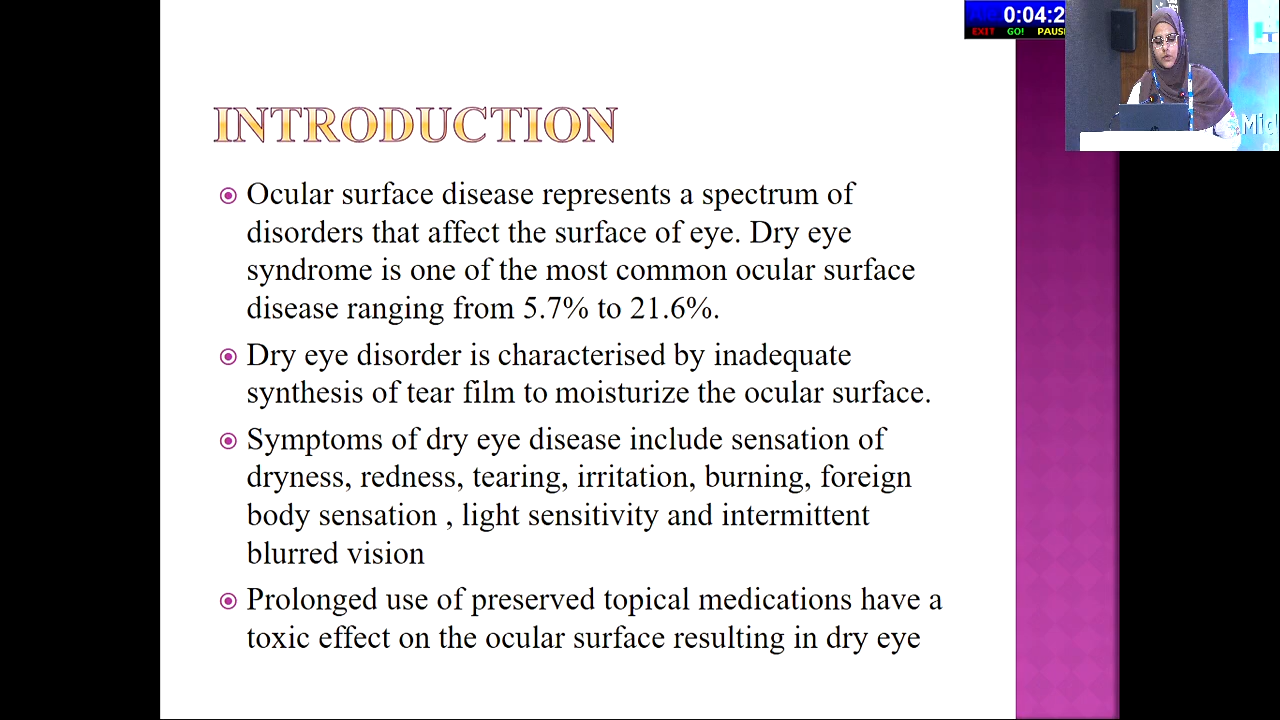 0:04:2
EXIT GO! PAUS
INTRODUCTION
Ocular surface disease represents a spectrum of
disorders that affect the surface of eye. Dry eye
syndrome is one of the most common ocular surface
disease ranging from 5.7% to 21.6%.
Dry eye disorder is characterised by inadequate
synthesis of tear film to moisturize the ocular surface.
Symptoms of dry eye disease include sensation of
dryness, redness, tearing, irritation, burning, foreign
body sensation , light sensitivity and intermittent
blurred vision
Prolonged use of preserved topical medications have a
toxic effect on the ocular surface resulting in dry eye
Mid